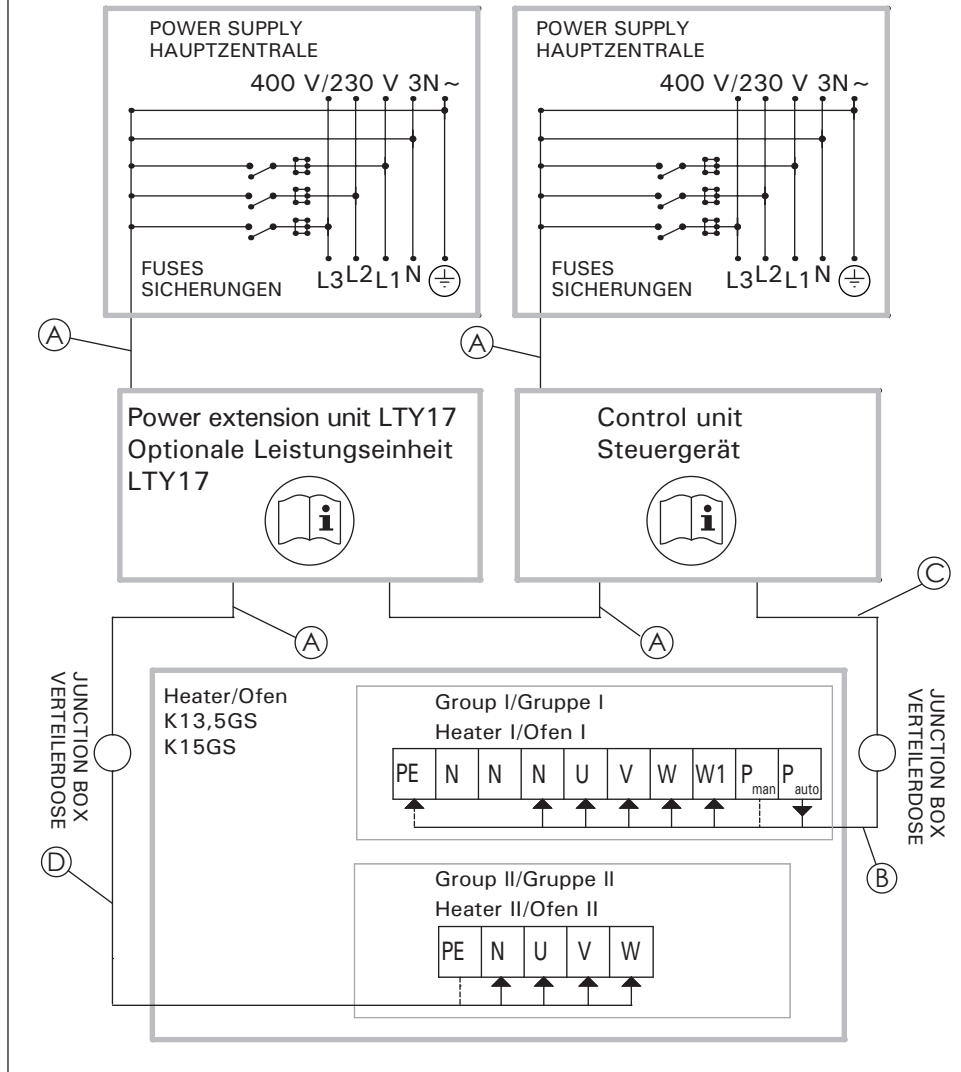 POWER SUPPLY
HAUPTZENTRALE
400 V/230 V 3N~
FUSES
SICHERUNGEN
L3 L2 L1 N
POWER SUPPLY
HAUPTZENTRALE
400 V/230 V 3N~
FUSES
SICHERUNGEN
L3 L2 L1 N
A
A
Power extension unit LTY17
Optionale Leistungseinheit
LTY17
i
Control unit
Steuergerät
i
C
A
A
JUNCTION BOX
VERTEILERDOSE
JUNCTION BOX
VERTEILERDOSE
Heater/Ofen
K13,5GS
K15GS
Group I/Gruppe I
Heater I/Ofen I
PE N N N U V W W1 Pman Pauto
D
B
Group II/Gruppe II
Heater II/Ofen II
PE N U V W